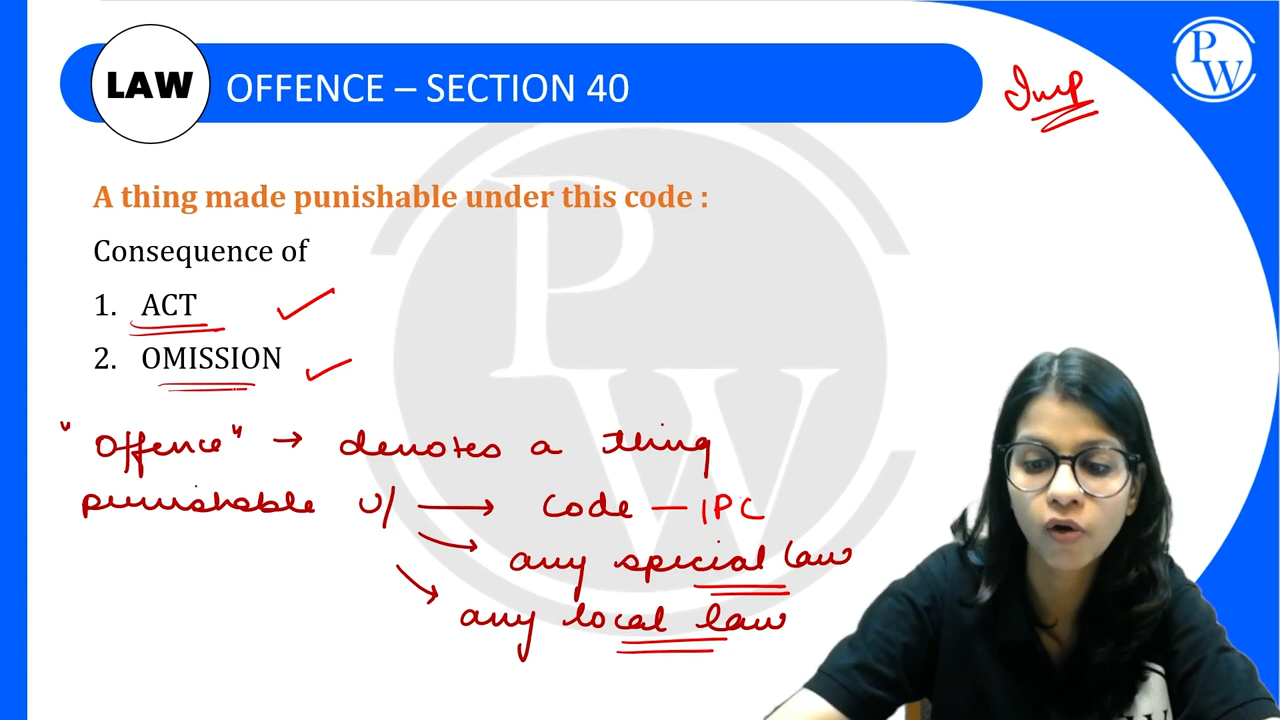 LAW OFFENCE – SECTION 40
Imp
PW
A thing made punishable under this code :
Consequence of
1. ACT
2. OMISSION
"Offence" → denotes a thing
punishable u/ → Code – IPC
→ any special law
→ any local law
PW